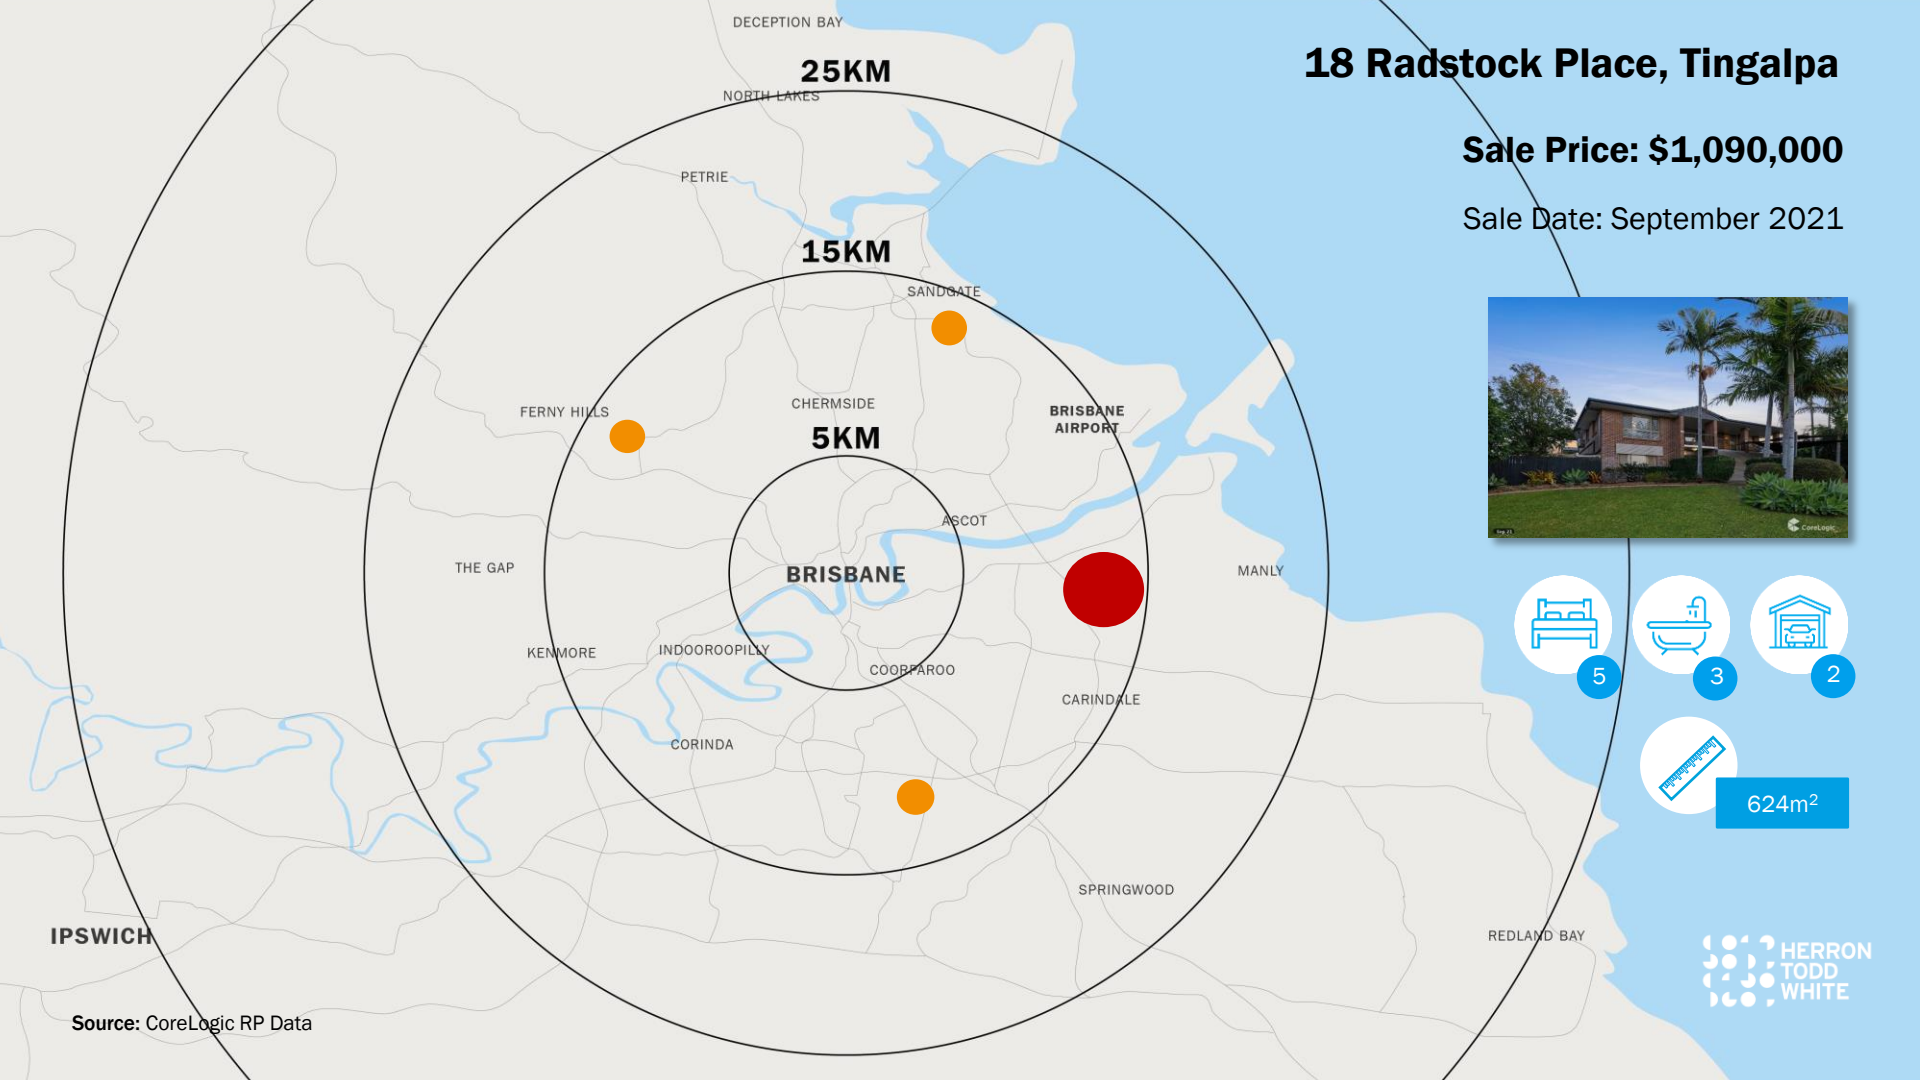 DECEPTION BAY
25KM
NORTH LAKES
PETRIE
15KM
SANDGATE
FERNY HILLS
CHERMSIDE
BRISBANE
AIRPORT
5KM
ASCOT
THE GAP
BRISBANE
MANLY
KENMORE
INDOOROOPILLY
COORPAROO
CARINDALE
CORINDA
SPRINGWOOD
IPSWICH
REDLAND BAY
Source: CoreLogic RP Data
18 Radstock Place, Tingalpa
Sale Price: $1,090,000
Sale Date: September 2021
CoreLogic
5
3
2
624m²
HERRON
TODD
WHITE